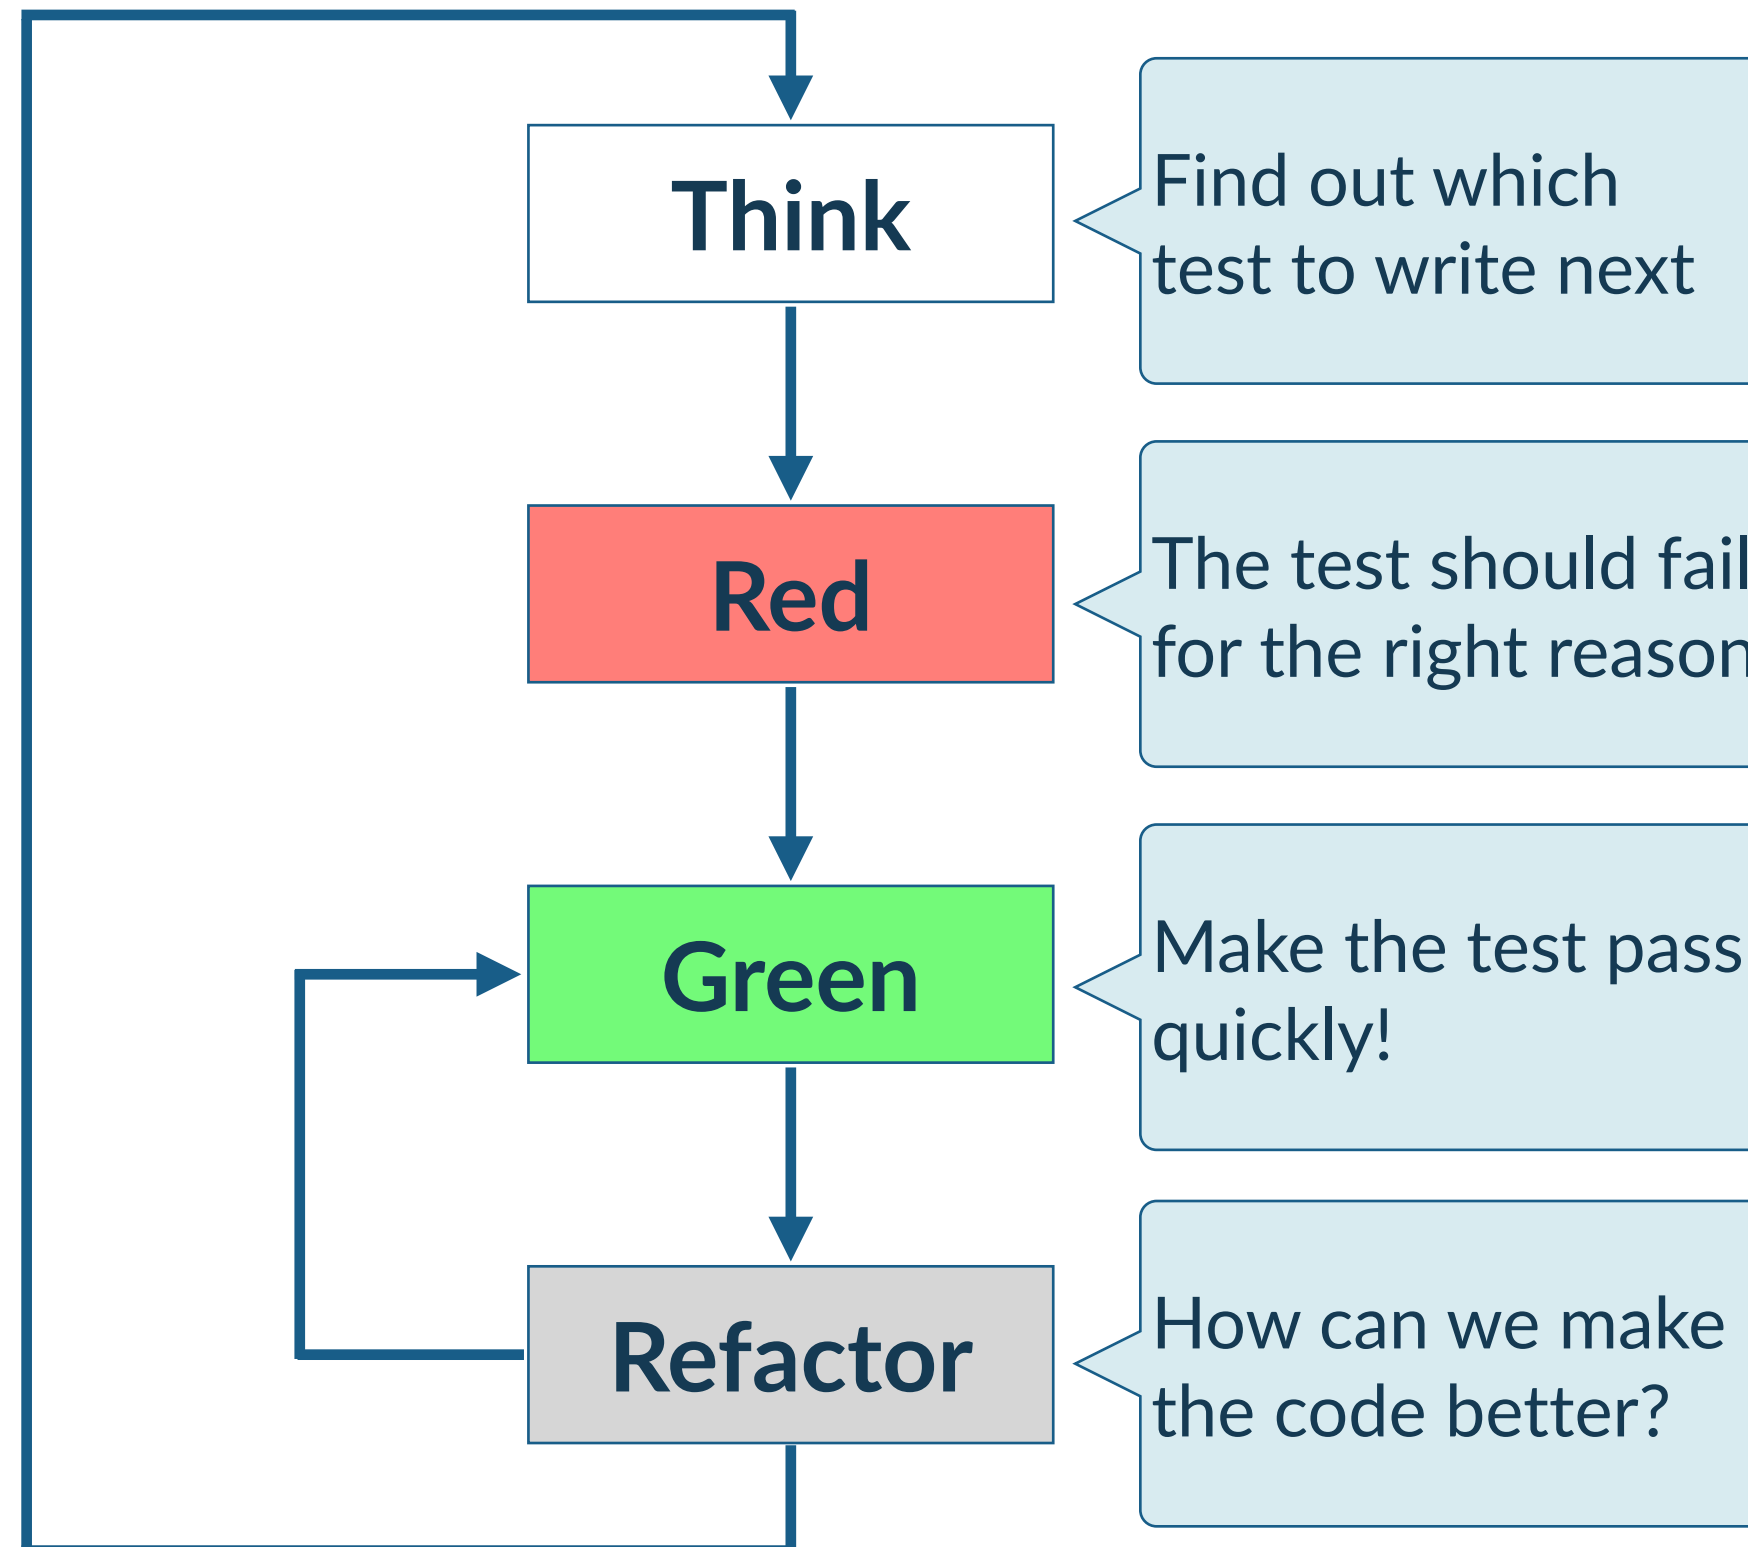 Think
Find out which
test to write next
Red
The test should fail
for the right reason
Green
Make the test pass
quickly!
Refactor
How can we make
the code better?